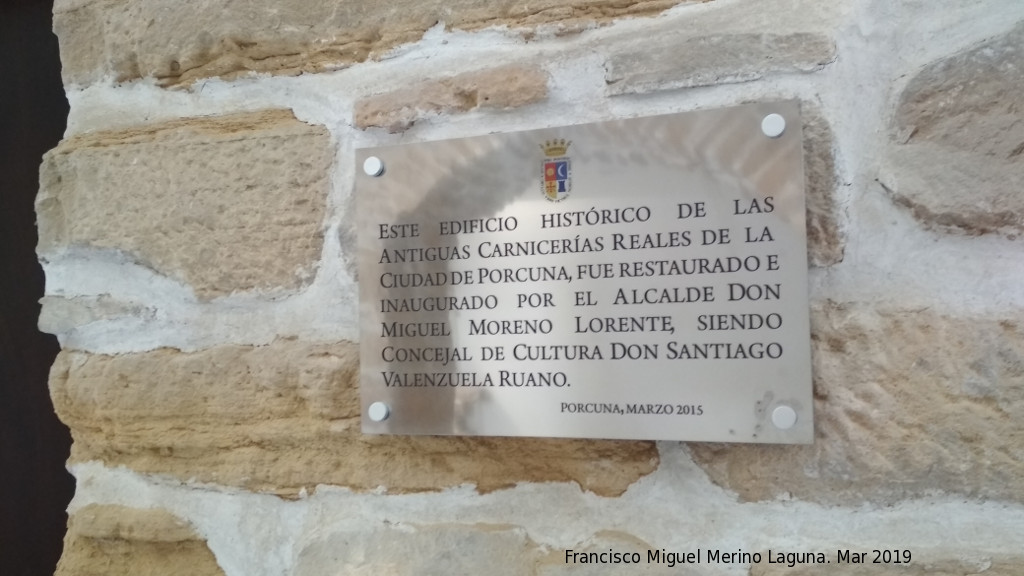 ESTE EDIFICIO HISTÓRICO DE LAS
ANTIGUAS CARNICERÍAS REALES DE LA
CIUDAD DE PORCUNA, FUE RESTAURADO E
INAUGURADO POR EL ALCALDE DON
MIGUEL MORENO LORENTE, SIENDO
CONCEJAL DE CULTURA DON SANTIAGO
VALENZUELA RUANO.
PORCUNA, MARZO 2015
Francisco Miguel Merino Laguna. Mar 2019